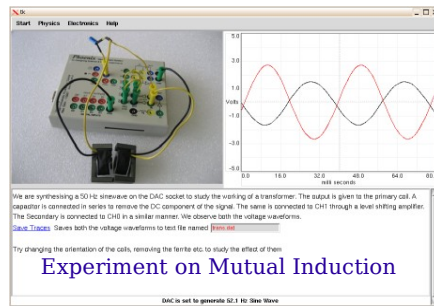 tk
Start Physics Electronics Help
Phoenix
5.0
3.0
1.0
Volts
-1.0
-3.0
-5.0
0.0 16.0 32.0 48.0 64.0 80.0
milli seconds
We are synthesising a 50 Hz sinewave on the DAC socket to study the working of a transformer. The output is given to the primary coil. A
capacitor is connected in series to remove the DC component of the signal. The same is connected to CH1 through a level shifting amplifier.
The Secondary is connected to CH0 in a similar manner. We observe both the voltage waveforms.
Save Traces Saves both the voltage waveforms to text file named trans.dat
Try changing the orientation of the coils, removing the ferrite etc. to study the effect of them
Experiment on Mutual Induction
DAC is set to generate 52.1 Hz Sine Wave